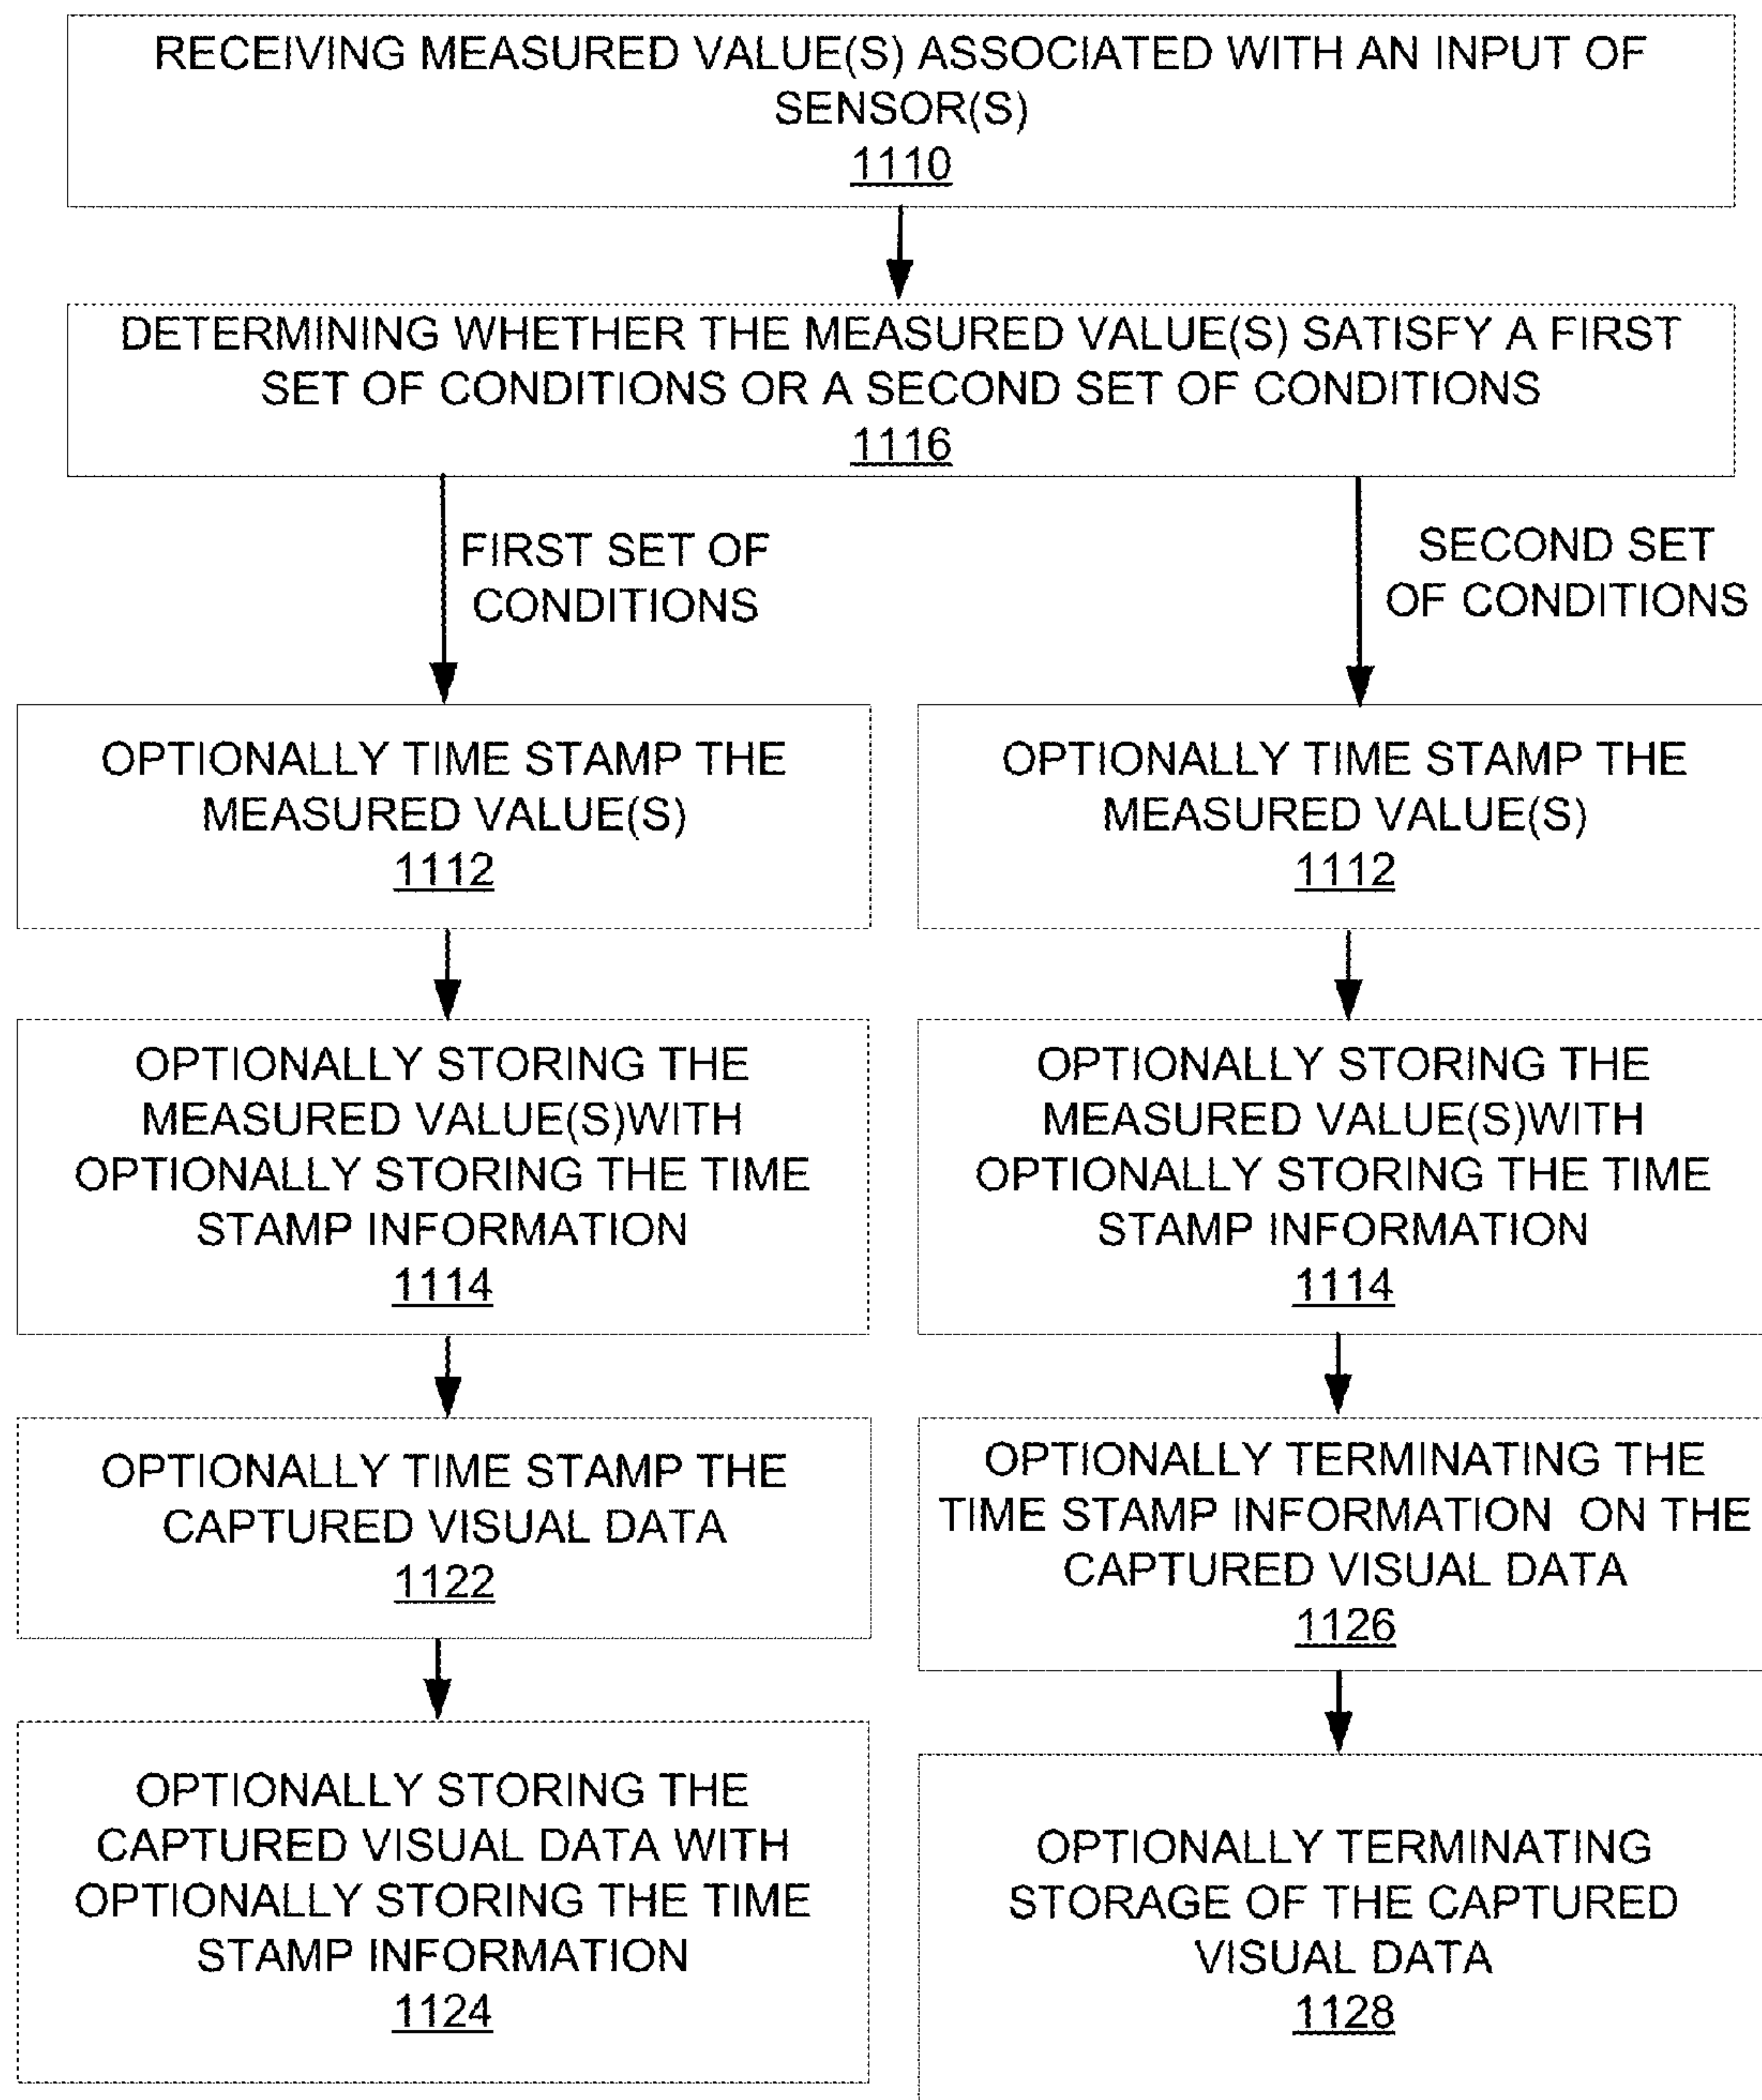 RECEIVING MEASURED VALUE(S) ASSOCIATED WITH AN INPUT OF
SENSOR(S)
1110
DETERMINING WHETHER THE MEASURED VALUE(S) SATISFY A FIRST
SET OF CONDITIONS OR A SECOND SET OF CONDITIONS
1116
FIRST SET OF
CONDITIONS
SECOND SET
OF CONDITIONS
OPTIONALLY TIME STAMP THE
MEASURED VALUE(S)
1112
OPTIONALLY TIME STAMP THE
MEASURED VALUE(S)
1112
OPTIONALLY STORING THE
MEASURED VALUE(S)WITH
OPTIONALLY STORING THE TIME
STAMP INFORMATION
1114
OPTIONALLY STORING THE
MEASURED VALUE(S)WITH
OPTIONALLY STORING THE TIME
STAMP INFORMATION
1114
OPTIONALLY TIME STAMP THE
CAPTURED VISUAL DATA
1122
OPTIONALLY TERMINATING THE
TIME STAMP INFORMATION ON THE
CAPTURED VISUAL DATA
1126
OPTIONALLY STORING THE
CAPTURED VISUAL DATA WITH
OPTIONALLY STORING THE TIME
STAMP INFORMATION
1124
OPTIONALLY TERMINATING
STORAGE OF THE CAPTURED
VISUAL DATA
1128